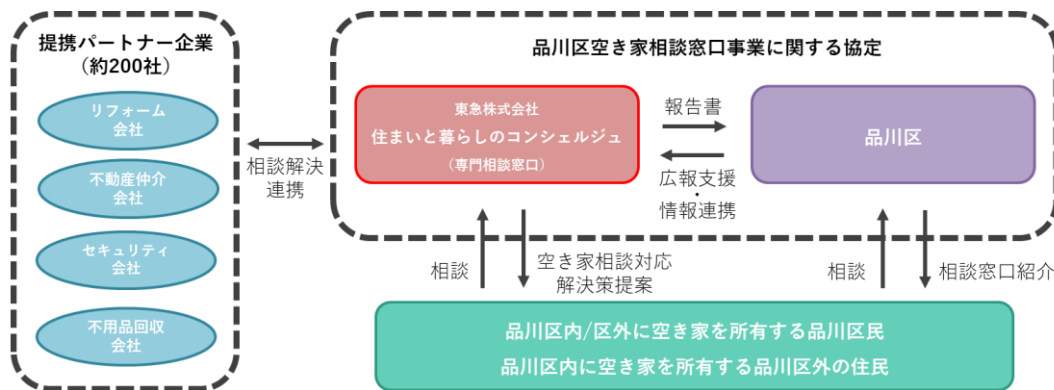 提携パートナー企業
（約200社）
リフォーム
会社
不動産仲介
会社
セキュリティ
会社
不用品回収
会社
相談解決
連携
品川区空き家相談窓口事業に関する協定
東急株式会社
住まいと暮らしのコンシェルジュ
（専門相談窓口）
報告書
広報支援
・
情報連携
品川区
相談
空き家相談対応
解決策提案
相談
相談窓口紹介
品川区内/区外に空き家を所有する品川区民
品川区内に空き家を所有する品川区外の住民